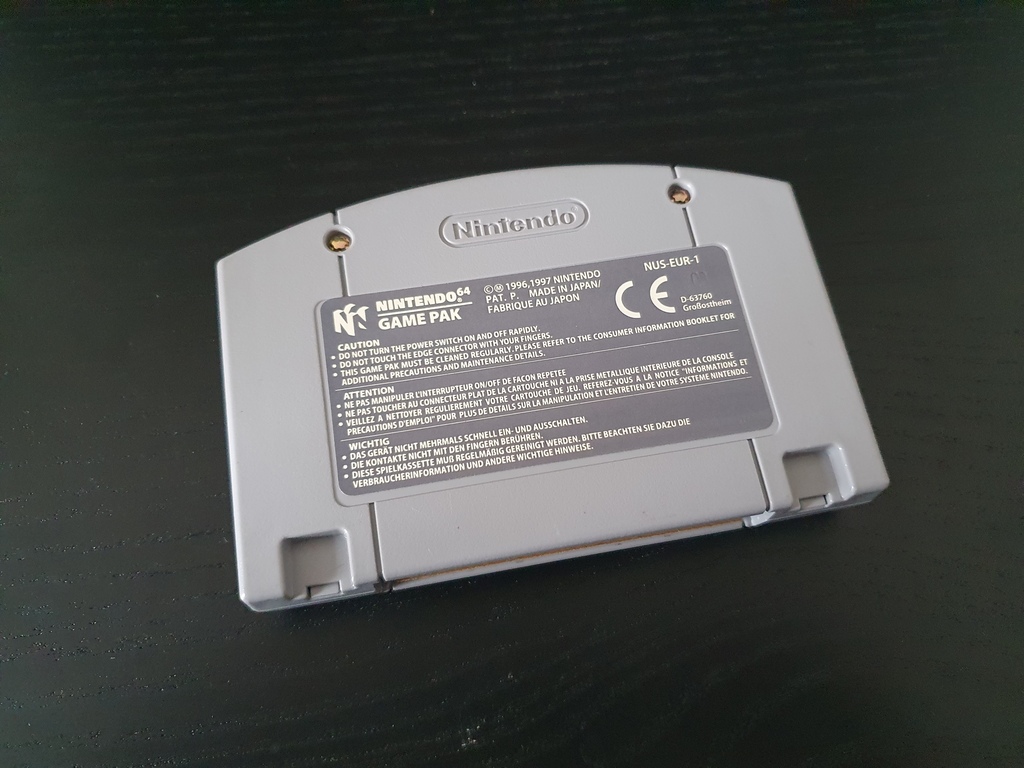 Nintendo®
NINTENDO64
GAME PAK
©Ⓜ 1996,1997 NINTENDO
PAT. P. MADE IN JAPAN/
FABRIQUE AU JAPON
NUS-EUR-1
CE
D-63760
Großostheim
CAUTION
• DO NOT TURN THE POWER SWITCH ON AND OFF RAPIDLY.
• DO NOT TOUCH THE EDGE CONNECTOR WITH YOUR FINGERS.
• THIS GAME PAK MUST BE CLEANED REGULARLY. PLEASE REFER TO THE CONSUMER INFORMATION BOOKLET FOR
ADDITIONAL PRECAUTIONS AND MAINTENANCE DETAILS.
ATTENTION
• NE PAS MANIPULER L'INTERRUPTEUR ON/OFF DE FACON REPETEE
• NE PAS TOUCHER AU CONNECTEUR PLAT DE LA CARTOUCHE NI A LA PRISE METALLIQUE INTERIEURE DE LA CONSOLE
• VEILLEZ A NETTOYER REGULIEREMENT VOTRE CARTOUCHE DE JEU. REFEREZ-VOUS A LA NOTICE "INFORMATIONS ET
PRECAUTIONS D'EMPLOI" POUR PLUS DE DETAILS SUR LA MANIPULATION ET L'ENTRETIEN DE VOTRE SYSTEME NINTENDO.
WICHTIG
• DAS GERÄT NICHT MEHRMALS SCHNELL EIN- UND AUSSCHALTEN.
• DIE KONTAKTE NICHT MIT DEN FINGERN BERÜHREN.
• DIESE SPIELKASSETTE MUß REGELMÄßIG GEREINIGT WERDEN. BITTE BEACHTEN SIE DAZU DIE
VERBRAUCHERINFORMATION UND ANDERE WICHTIGE HINWEISE.